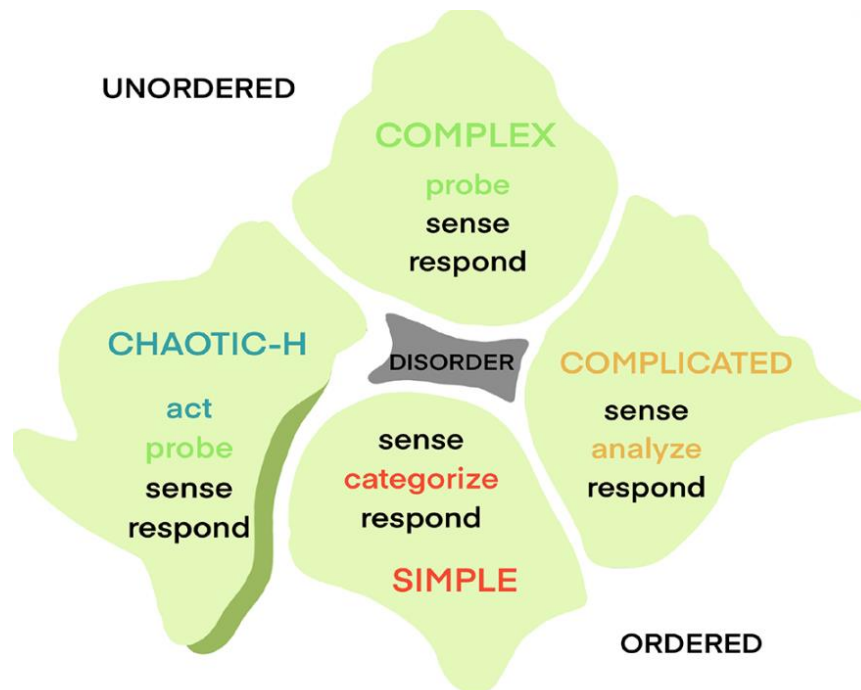 UNORDERED
COMPLEX
probe
sense
respond
CHAOTIC-H
act
probe
sense
respond
DISORDER
COMPLICATED
sense
analyze
respond
sense
categorize
respond
SIMPLE
ORDERED